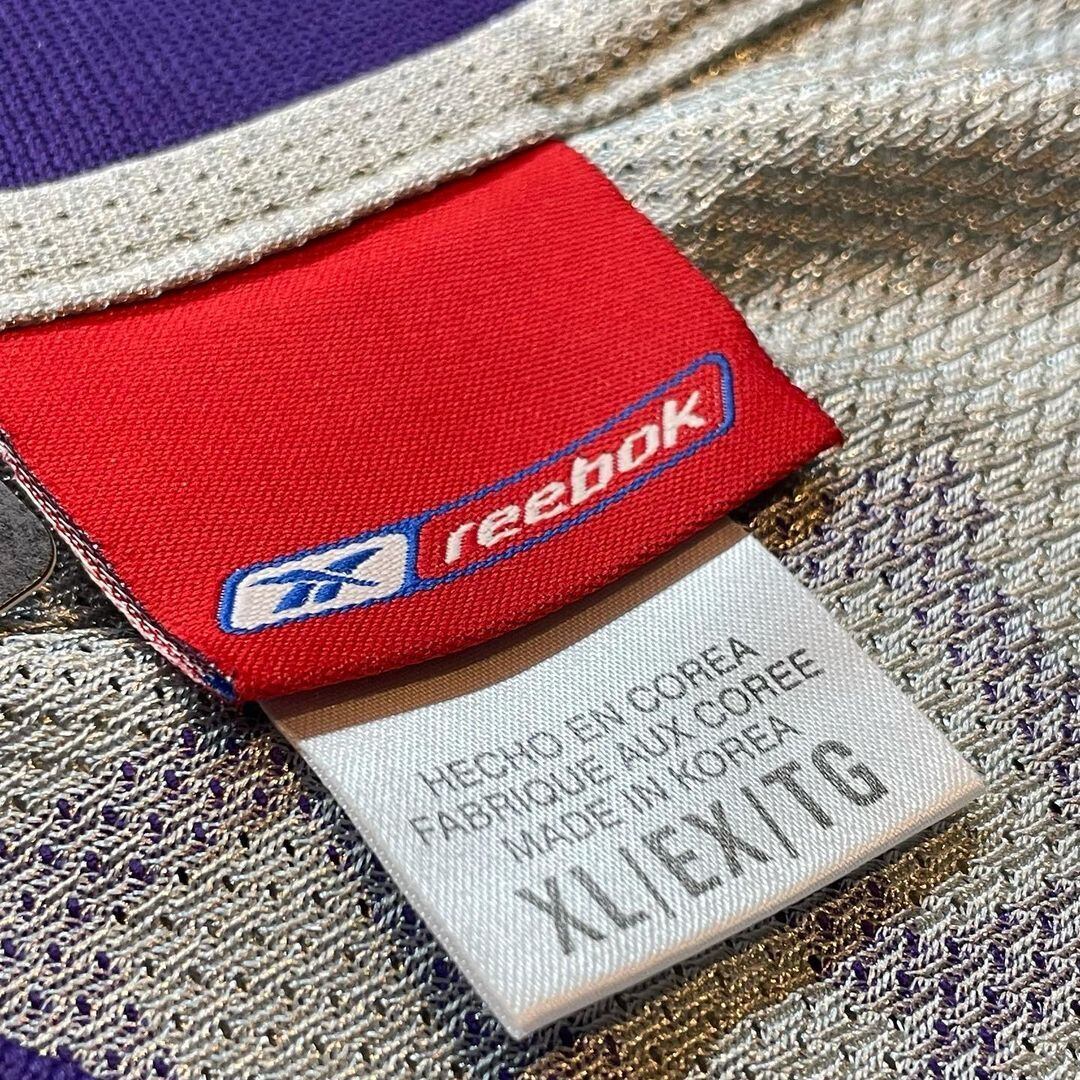 reebok
HECHO EN COREA
FABRIQUE AUX COREE
MADE IN KOREA
XL/EX/TG